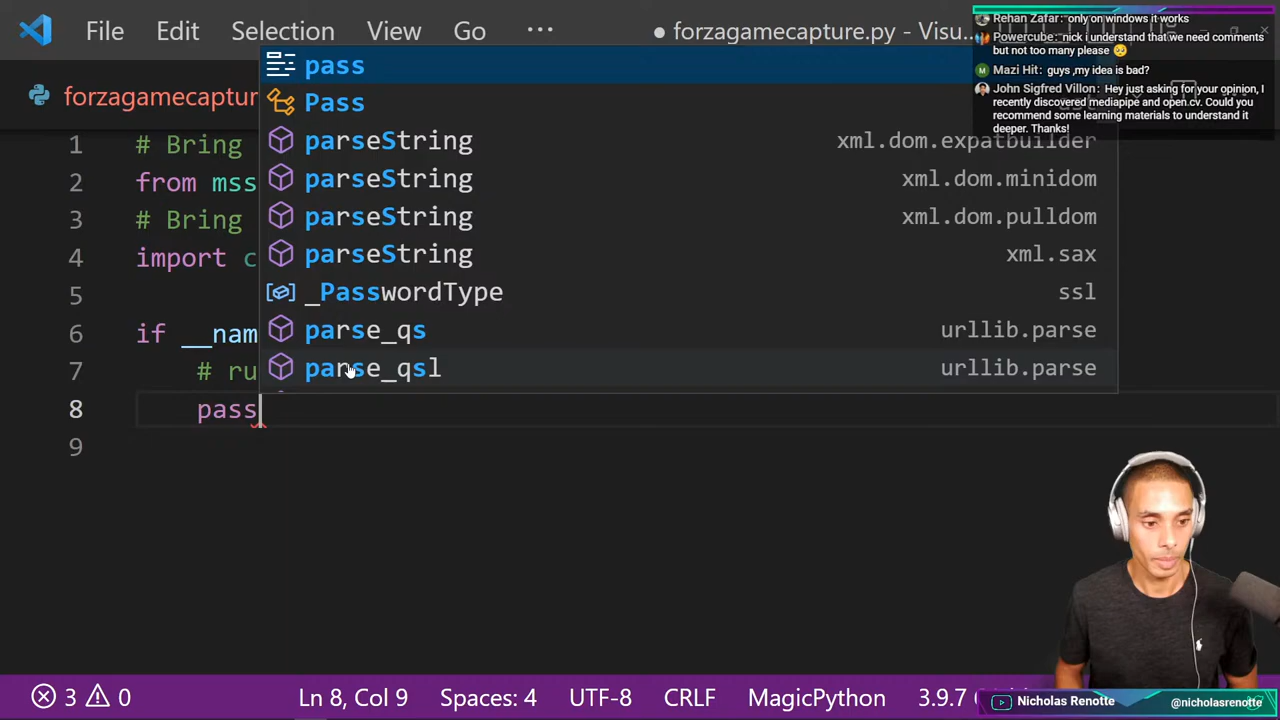 File Edit Selection View Go ··· ● forzagamecapture.py - Visu...
forzagamecaptur
Rehan Zafar: only on windows it works
Powercube: nick i understand that we need comments
but not too many please 🥺
Mazi Hit: guys ,my idea is bad?
John Sigfred Villon: Hey just asking for your opinion, I
recently discovered mediapipe and open.cv. Could you
recommend some learning materials to understand it
deeper. Thanks!
pass
Pass
parseString xml.dom.expatbuilder
parseString xml.dom.minidom
parseString xml.dom.pulldom
parseString xml.sax
_PasswordType ssl
parse_qs urllib.parse
parse_qsl urllib.parse
1 # Bring
2 from mss
3 # Bring
4 import c
5
6 if __nam
7 # ru
8 pass
9
3 0 Ln 8, Col 9 Spaces: 4 UTF-8 CRLF MagicPython 3.9.7
Nicholas Renotte @nicholasrenotte